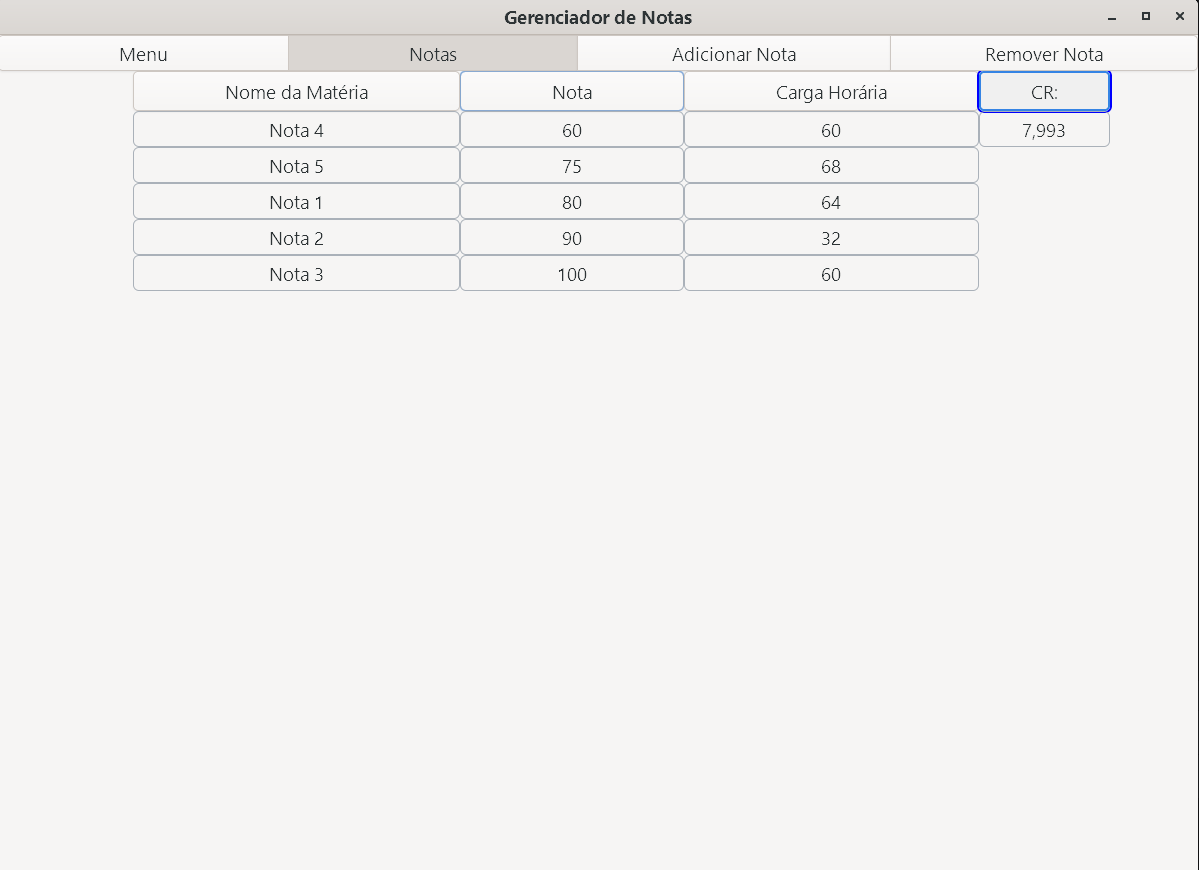 Gerenciador de Notas
Menu Notas Adicionar Nota Remover Nota
Nome da Matéria Nota Carga Horária CR:
Nota 4 60 60 7,993
Nota 5 75 68
Nota 1 80 64
Nota 2 90 32
Nota 3 100 60